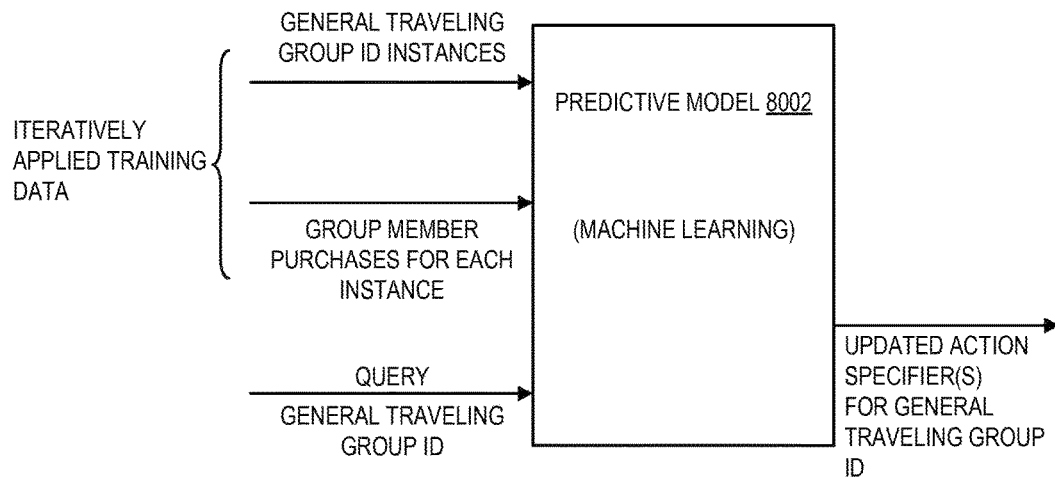 GENERAL TRAVELING
GROUP ID INSTANCES
ITERATIVELY
APPLIED TRAINING
DATA
GROUP MEMBER
PURCHASES FOR EACH
INSTANCE
QUERY
GENERAL TRAVELING
GROUP ID
PREDICTIVE MODEL 8002
(MACHINE LEARNING)
UPDATED ACTION
SPECIFIER(S)
FOR GENERAL
TRAVELING GROUP
ID